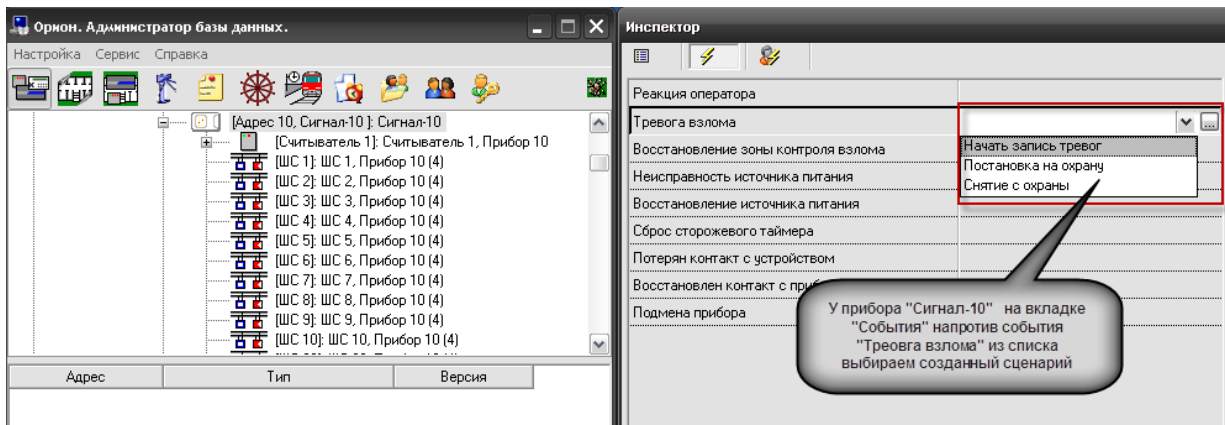 Орион. Администратор базы данных.
Настройка Сервис Справка
[Адрес 10, Сигнал-10 ]: Сигнал-10
[Считыватель 1]: Считыватель 1, Прибор 10
[ШС 1]: ШС 1, Прибор 10 (4)
[ШС 2]: ШС 2, Прибор 10 (4)
[ШС 3]: ШС 3, Прибор 10 (4)
[ШС 4]: ШС 4, Прибор 10 (4)
[ШС 5]: ШС 5, Прибор 10 (4)
[ШС 6]: ШС 6, Прибор 10 (4)
[ШС 7]: ШС 7, Прибор 10 (4)
[ШС 8]: ШС 8, Прибор 10 (4)
[ШС 9]: ШС 9, Прибор 10 (4)
[ШС 10]: ШС 10, Прибор 10 (4)
Адрес Тип Версия
Инспектор
Реакция оператора
Тревога взлома
Начать запись тревог
Постановка на охрану
Снятие с охраны
Восстановление зоны контроля взлома
Неисправность источника питания
Восстановление источника питания
Сброс сторожевого таймера
Потерян контакт с устройством
Восстановлен контакт с
Подмена прибора
У прибора "Сигнал-10" на вкладке
"События" напротив события
"Треовга взлома" из списка
выбираем созданный сценарий